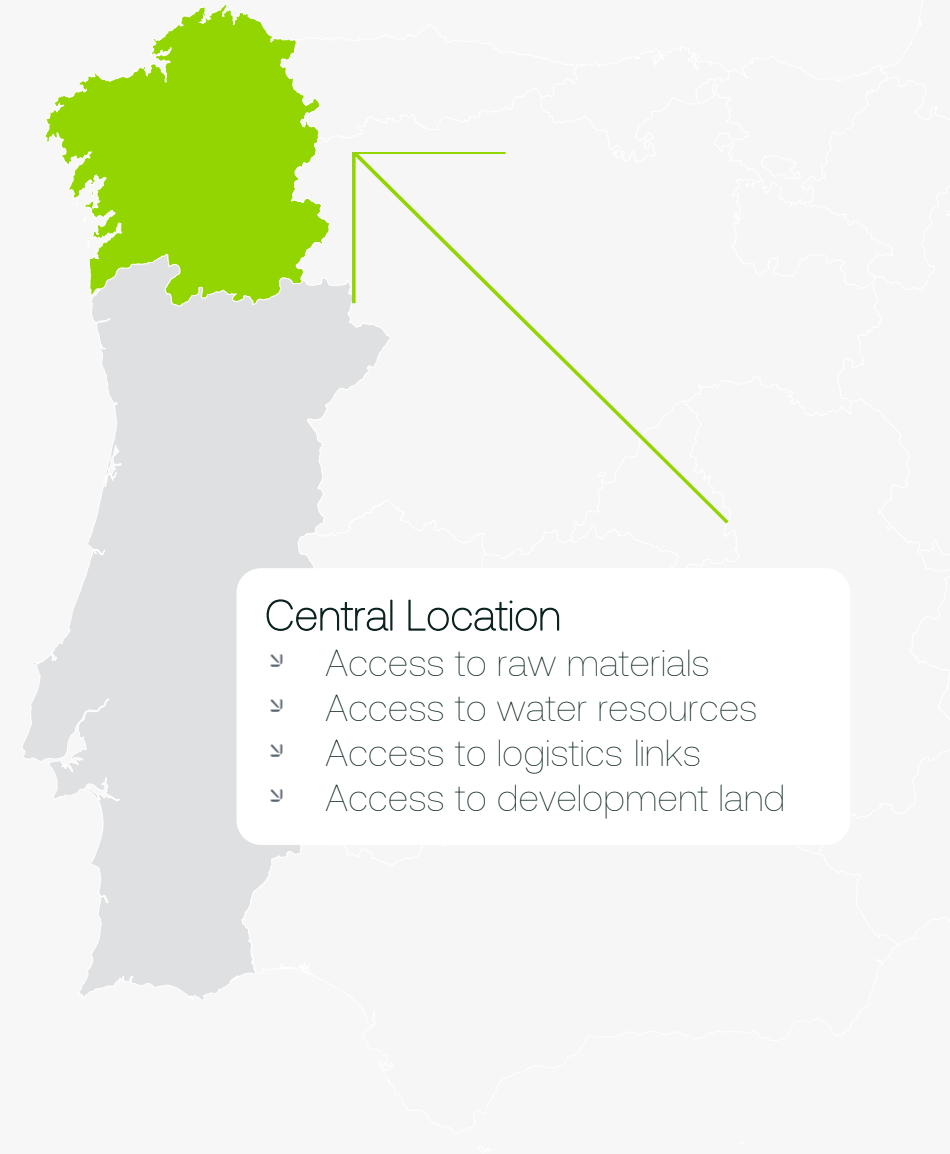 Central Location
Access to raw materials
Access to water resources
Access to logistics links
Access to development land